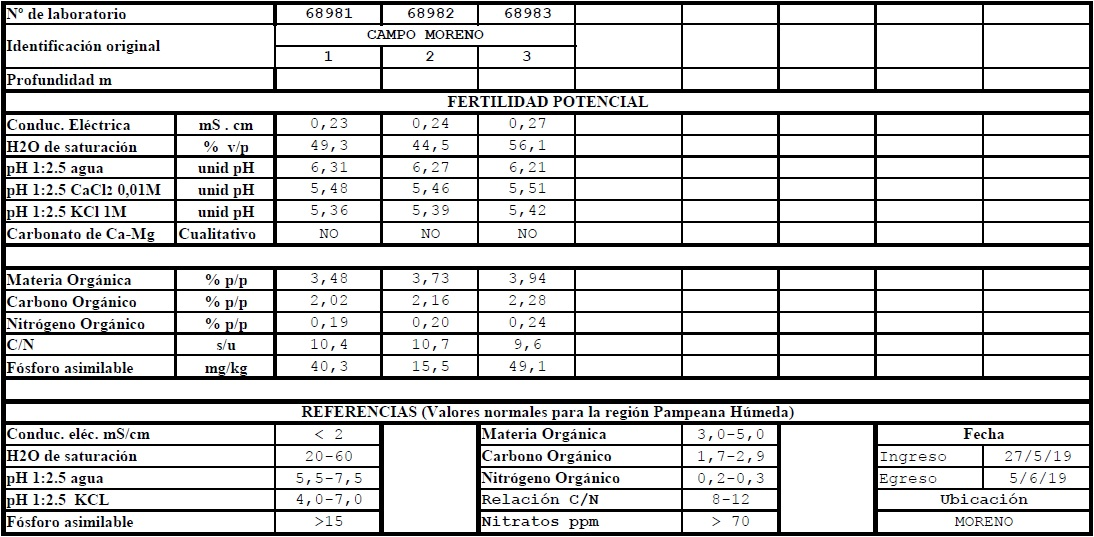 Nº de laboratorio 68981 68982 68983
Identificación original CAMPO MORENO
1 2 3
Profundidad m
FERTILIDAD POTENCIAL
Conduc. Eléctrica mS . cm 0,23 0,24 0,27
H2O de saturación % v/p 49,3 44,5 56,1
pH 1:2.5 agua unid pH 6,31 6,27 6,21
pH 1:2.5 CaCl2 0,01M unid pH 5,48 5,46 5,51
pH 1:2.5 KCl 1M unid pH 5,36 5,39 5,42
Carbonato de Ca-Mg Cualitativo NO NO NO
Materia Orgánica % p/p 3,48 3,73 3,94
Carbono Orgánico % p/p 2,02 2,16 2,28
Nitrógeno Orgánico % p/p 0,19 0,20 0,24
C/N s/u 10,4 10,7 9,6
Fósforo asimilable mg/kg 40,3 15,5 49,1
REFERENCIAS (Valores normales para la región Pampeana Húmeda)
Conduc. eléc. mS/cm < 2 Materia Orgánica 3,0-5,0 Fecha
H2O de saturación 20-60 Carbono Orgánico 1,7-2,9 Ingreso 27/5/19
pH 1:2.5 agua 5,5-7,5 Nitrógeno Orgánico 0,2-0,3 Egreso 5/6/19
pH 1:2.5 KCL 4,0-7,0 Relación C/N 8-12 Ubicación
Fósforo asimilable >15 Nitratos ppm > 70 MORENO